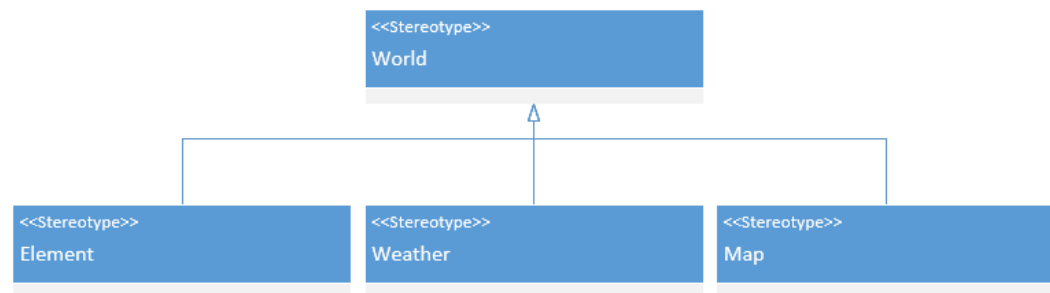 <<Stereotype>>
World
<<Stereotype>>
Element
<<Stereotype>>
Weather
<<Stereotype>>
Map